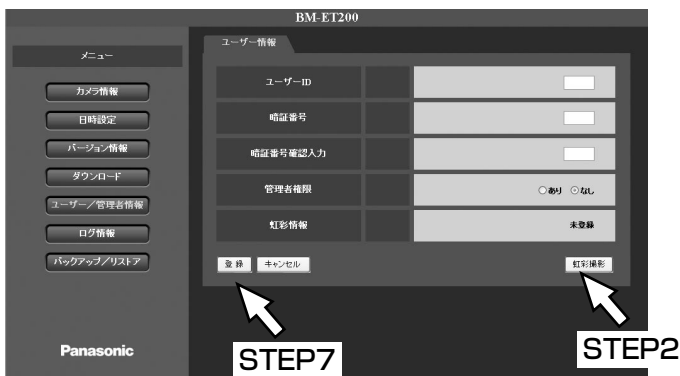 BM-ET200
メニュー
カメラ情報
日時設定
バージョン情報
ダウンロード
ユーザー/管理者情報
ログ情報
バックアップ/リストア
Panasonic
ユーザー情報
ユーザーID
暗証番号
暗証番号確認入力
管理者権限
あり なし
虹彩情報
未登録
登録 キャンセル
虹彩撮影
STEP7
STEP2